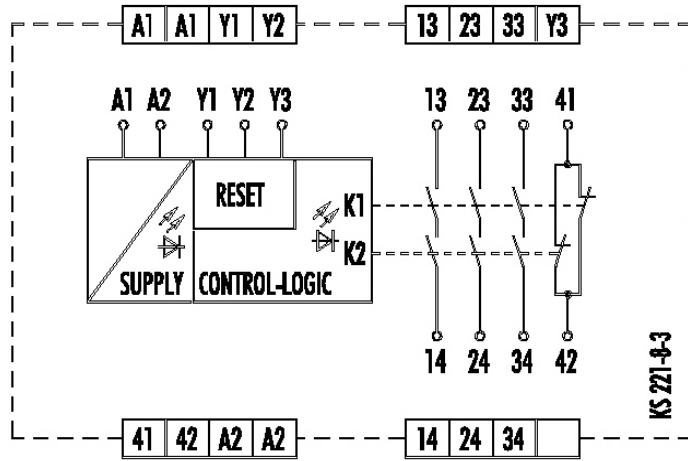 A1 A1 Y1 Y2 13 23 33 Y3
A1 A2 Y1 Y2 Y3 13 23 33 41
RESET
K1
K2
SUPPLY CONTROL-LOGIC
14 24 34 42
KS 221-8-3
41 42 A2 A2 14 24 34